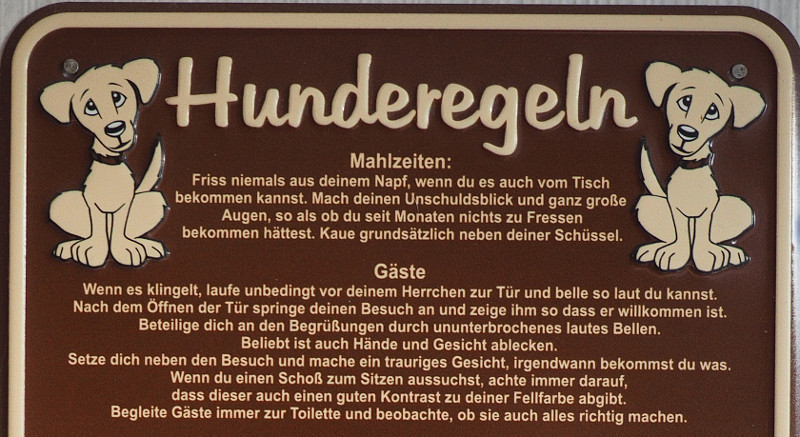 Hunderegeln
Mahlzeiten:
Friss niemals aus deinem Napf, wenn du es auch vom Tisch
bekommen kannst. Mach deinen Unschuldsblick und ganz große
Augen, so als ob du seit Monaten nichts zu Fressen
bekommen hättest. Kaue grundsätzlich neben deiner Schüssel.
Gäste
Wenn es klingelt, laufe unbedingt vor deinem Herrchen zur Tür und belle so laut du kannst.
Nach dem Öffnen der Tür springe deinen Besuch an und zeige ihm so dass er willkommen ist.
Beteilige dich an den Begrüßungen durch ununterbrochenes lautes Bellen.
Beliebt ist auch Hände und Gesicht ablecken.
Setze dich neben den Besuch und mache ein trauriges Gesicht, irgendwann bekommst du was.
Wenn du einen Schoß zum Sitzen aussuchst, achte immer darauf,
dass dieser auch einen guten Kontrast zu deiner Fellfarbe abgibt.
Begleite Gäste immer zur Toilette und beobachte, ob sie auch alles richtig machen.